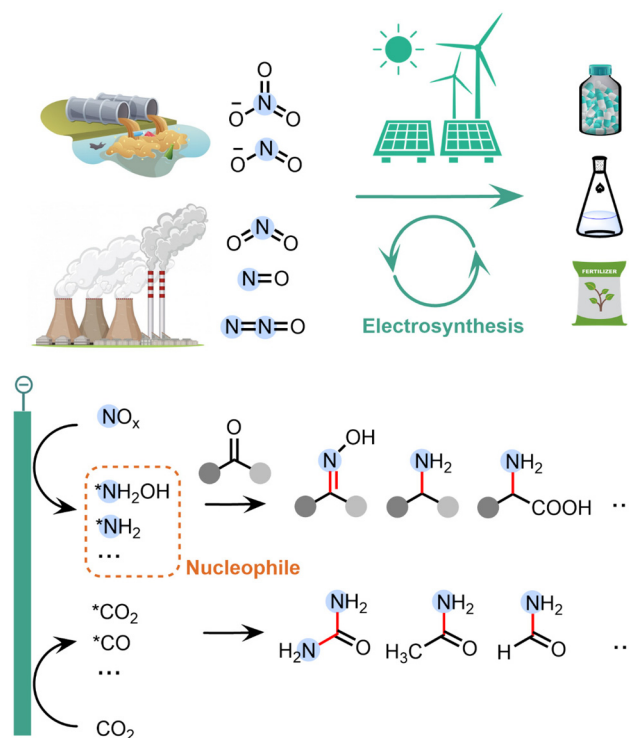 O
⁻O N O
⁻O N O
O N O
N=O
N=N=O
FERTILIZER
Electrosynthesis
⊖
NOₓ
*NH₂OH
*NH₂
...
Nucleophile
O
N OH
NH₂
NH₂
COOH
..
*CO₂
*CO
...
CO₂
NH₂
H₂N O
NH₂
H₃C O
NH₂
H O
..